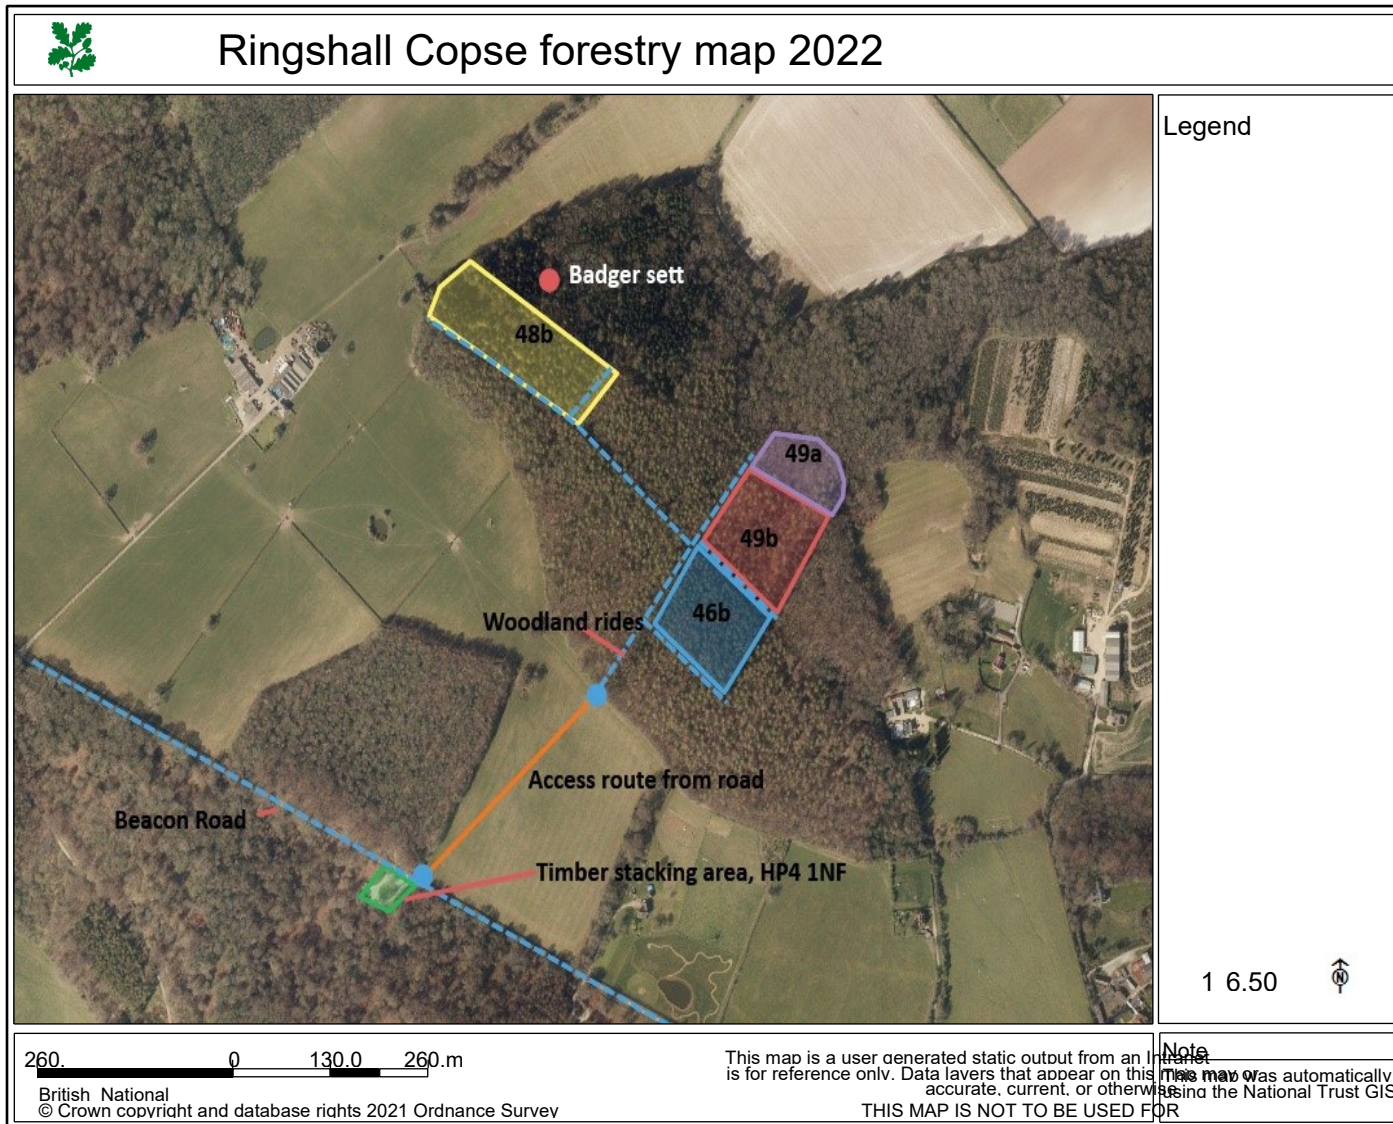 Ringshall Copse forestry map 2022
Legend
Badger sett
48b
49a
49b
46b
Woodland rides
Access route from road
Beacon Road
Timber stacking area, HP4 1NF
1 6.50
N
260. 0 130.0 260.m
British National
© Crown copyright and database rights 2021 Ordnance Survey
This map is a user generated static output from an Intranet
is for reference only. Data layers that appear on this map may or
accurate, current, or otherwise
THIS MAP IS NOT TO BE USED FOR
Note
This map was automatically
using the National Trust GIS